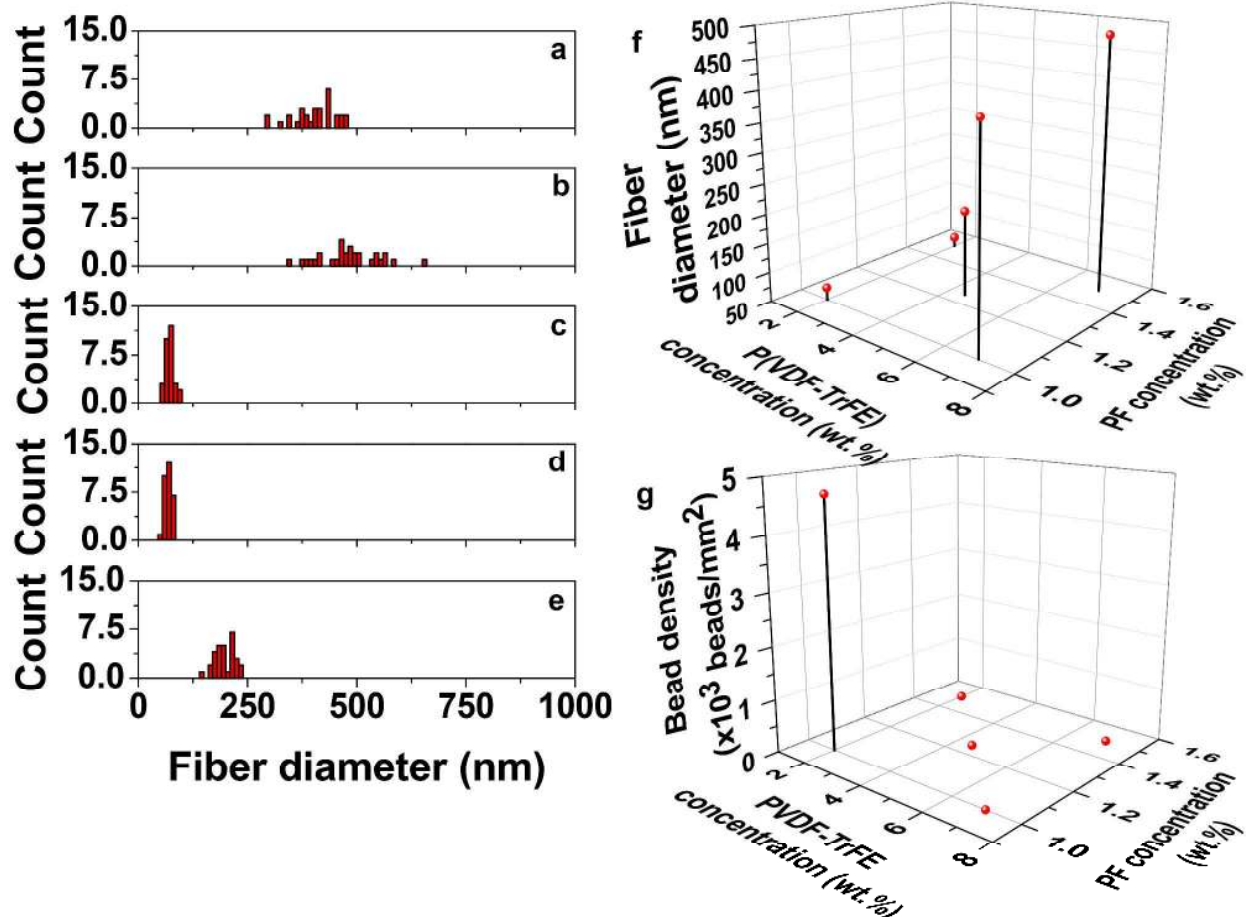 a
15.0
7.5
0.0
Count
b
15.0
7.5
0.0
Count
c
15.0
7.5
0.0
Count
d
15.0
7.5
0.0
Count
e
15.0
7.5
0.0
Count
0 250 500 750 1000
Fiber diameter (nm)
f
500
450
400
350
300
250
200
150
100
50
Fiber
diameter (nm)
2 4 6 8
P(VDF-TrFE)
concentration (wt.%)
1.0 1.2 1.4 1.6
PF concentration
(wt.%)
g
5
4
3
2
1
0
Bead density
(x10³ beads/mm²)
2 4 6 8
PVDF-TrFE
concentration (wt.%)
1.0 1.2 1.4 1.6
PF concentration
(wt.%)